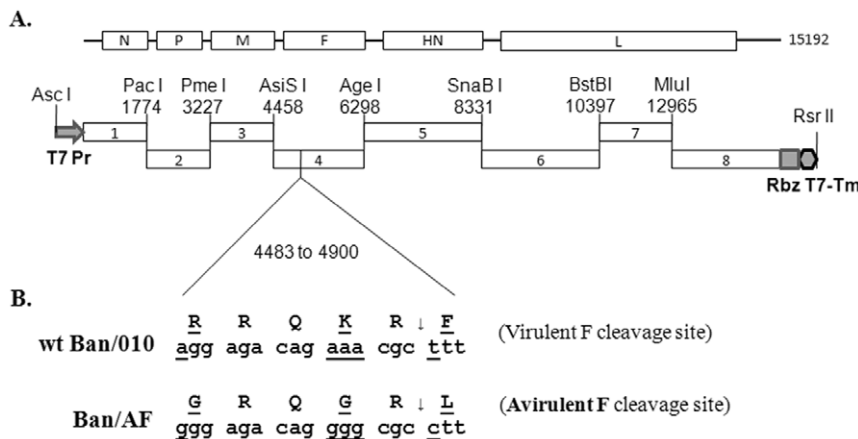 A.
N P M F HN L 15192
Asc I Pac I Pme I AsiS I Age I SnaB I BstBI MluI Rsr II
1774 3227 4458 6298 8331 10397 12965
1 3 5 7
T7 Pr 2 4 6 8
Rbz T7-Tm
4483 to 4900
B.
R R Q K R ↓ F
wt Ban/010 agg aga cag aaa cgc ttt (Virulent F cleavage site)
G R Q G R ↓ L
Ban/AF ggg aga cag ggg cgc ctt (Avirulent F cleavage site)